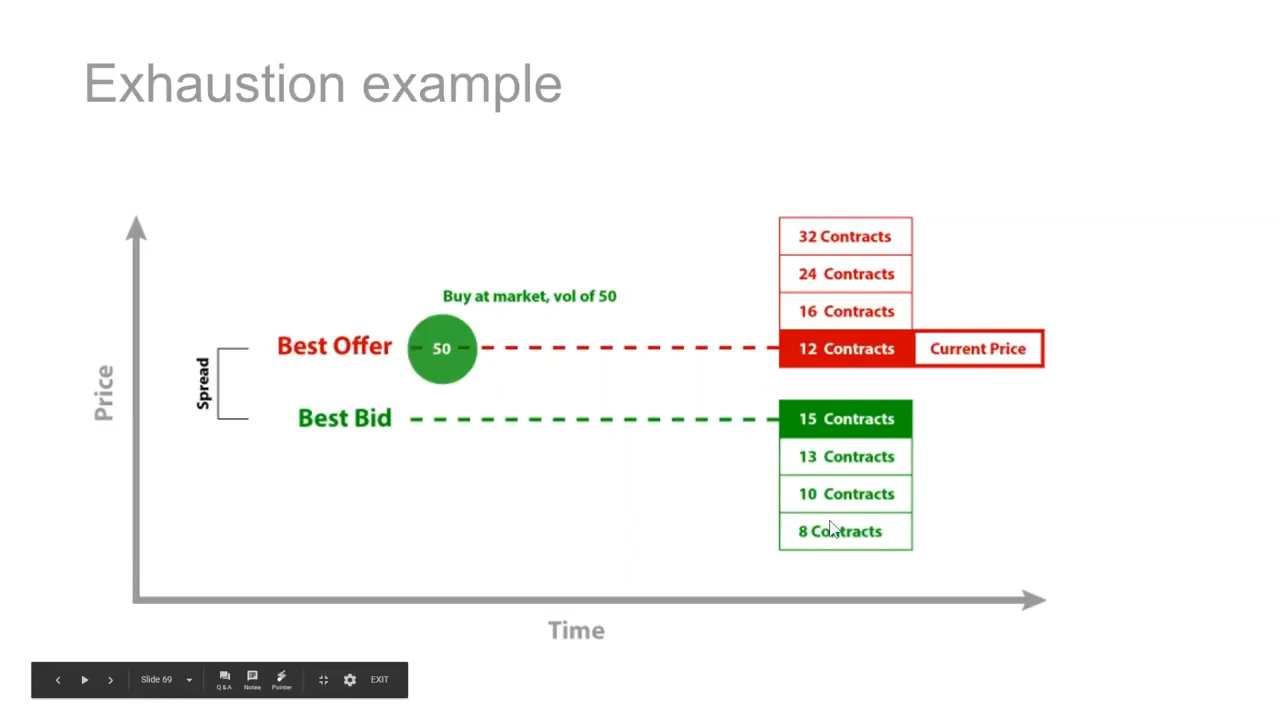 Exhaustion example
32 Contracts
24 Contracts
Buy at market, vol of 50
16 Contracts
Best Offer
50
12 Contracts
Current Price
Spread
Price
Best Bid
15 Contracts
13 Contracts
10 Contracts
8 Contracts
Time
Slide 69
Q & A
Notes
Pointer
EXIT